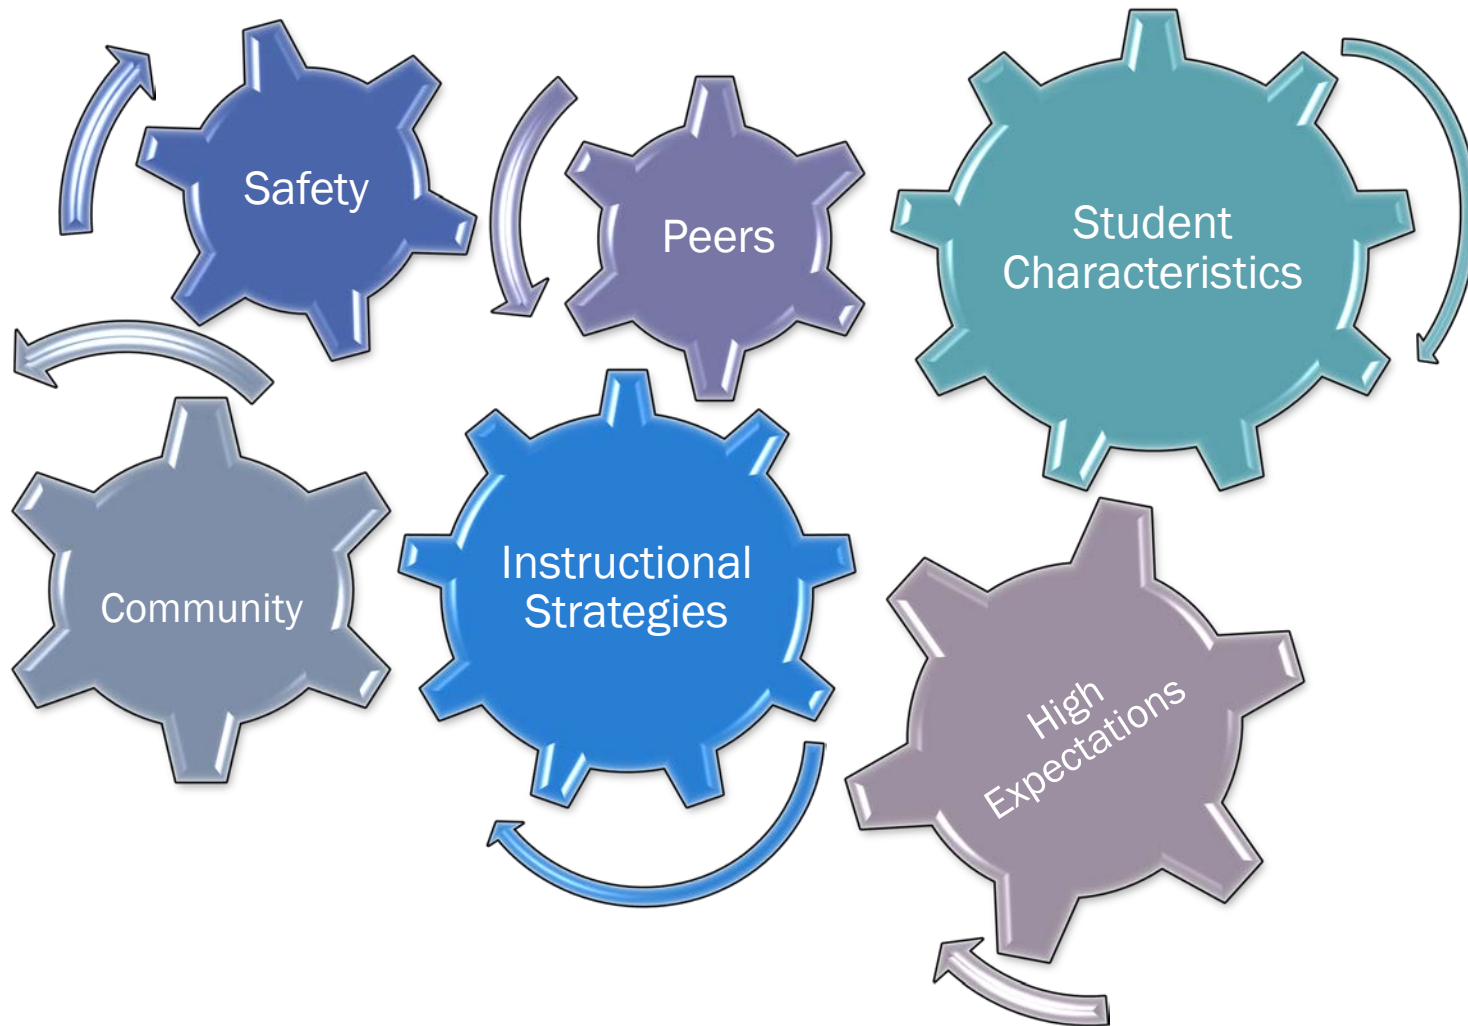 Safety
Peers
Student
Characteristics
Community
Instructional
Strategies
High
Expectations